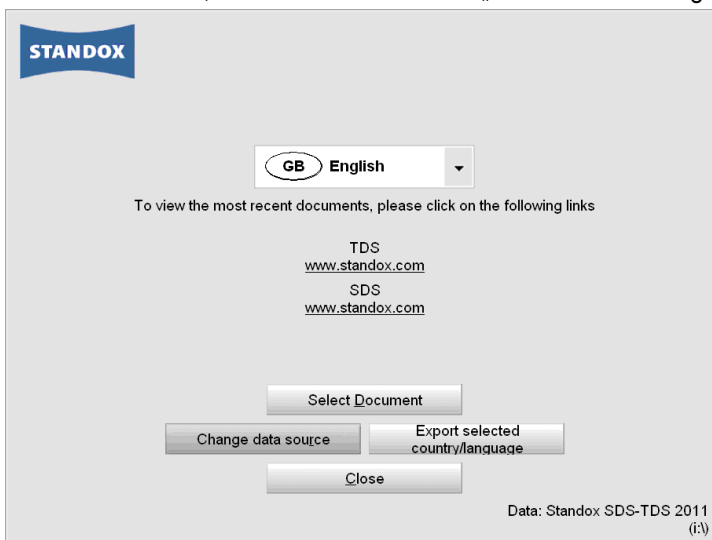 STANDOX
GB English
To view the most recent documents, please click on the following links
TDS
www.standox.com
SDS
www.standox.com
Select Document
Change data source
Export selected
country/language
Close
Data: Standox SDS-TDS 2011
(i:\)